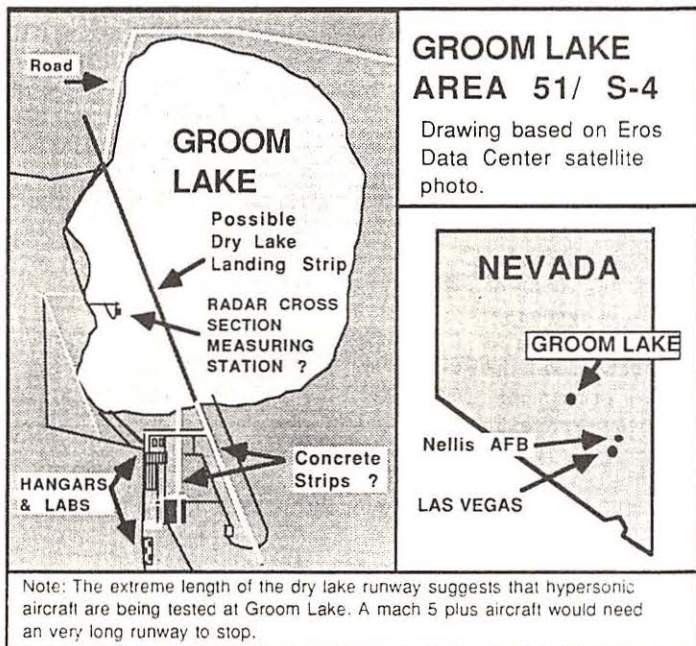 Road
GROOM
LAKE
Possible
Dry Lake
Landing Strip
RADAR CROSS
SECTION
MEASURING
STATION ?
Concrete
Strips ?
HANGARS
& LABS
GROOM LAKE
AREA 51/ S-4
Drawing based on Eros
Data Center satellite
photo.
NEVADA
GROOM LAKE
Nellis AFB
LAS VEGAS
Note: The extreme length of the dry lake runway suggests that hypersonic
aircraft are being tested at Groom Lake. A mach 5 plus aircraft would need
an very long runway to stop.